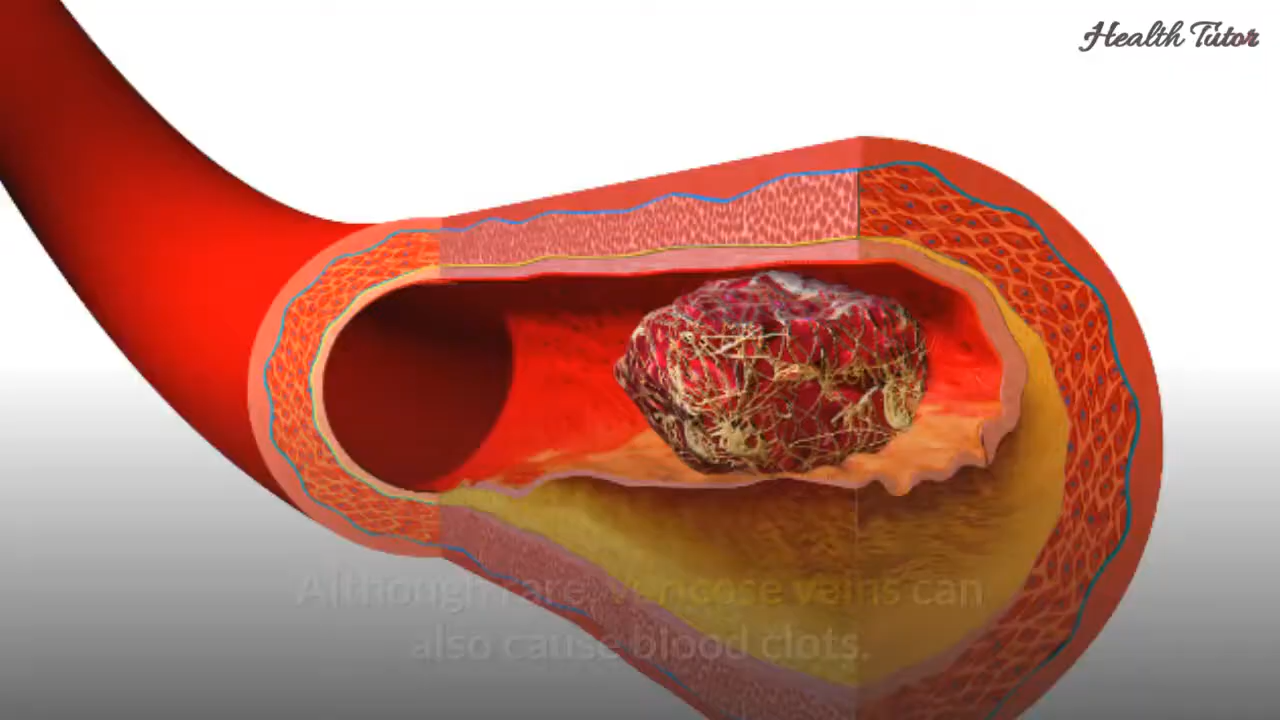 Health Tutor
Although rare, varicose veins can
also cause blood clots.